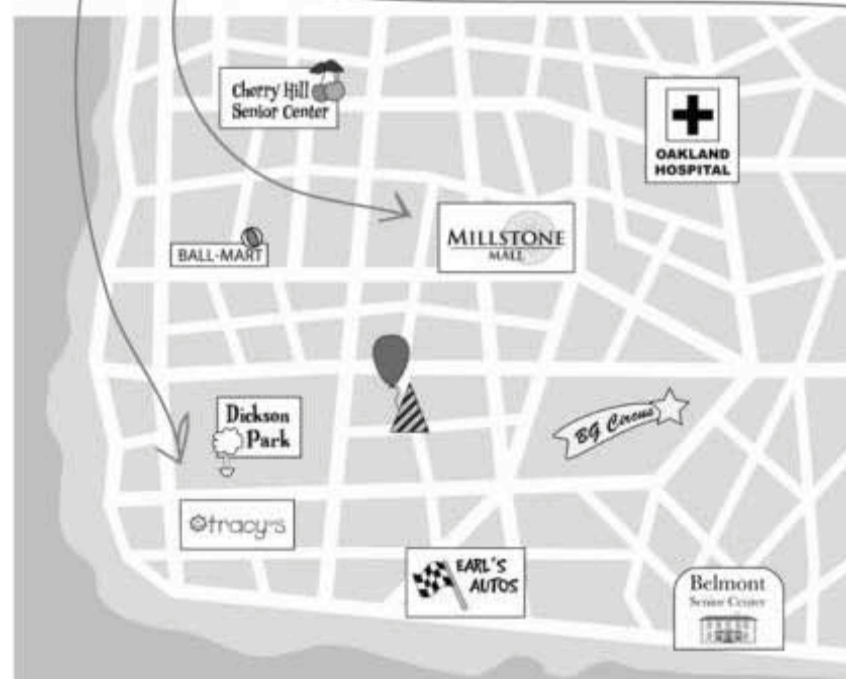 Cherry Hill
Senior Center
OAKLAND
HOSPITAL
MILLSTONE
MALL
BALL-MART
Dickson
Park
BG Circus
tracy's
EARL'S
AUTOS
Belmont
Senior Center